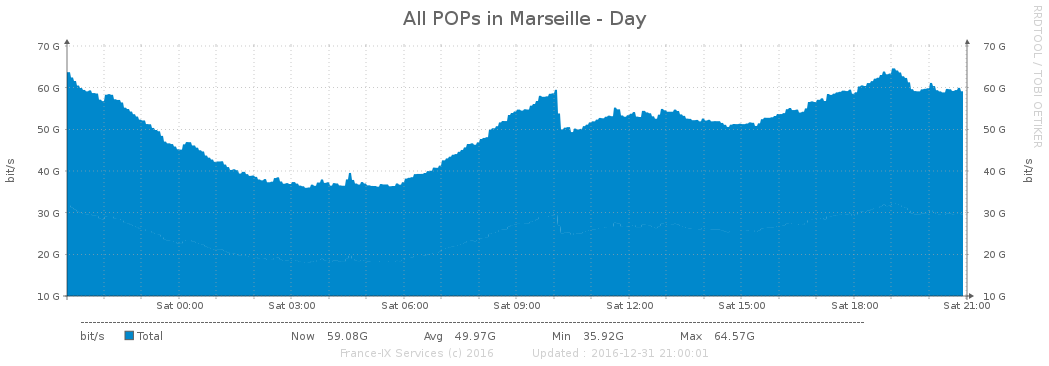 All POPs in Marseille - Day
RRDTOOL / TOBI OETIKER
70 G 70 G
60 G 60 G
50 G 50 G
40 G 40 G
30 G 30 G
20 G 20 G
10 G 10 G
bit/s
bit/s
Sat 00:00 Sat 03:00 Sat 06:00 Sat 09:00 Sat 12:00 Sat 15:00 Sat 18:00 Sat 21:00
bit/s Total Now 59.08G Avg 49.97G Min 35.92G Max 64.57G
France-IX Services (c) 2016 Updated : 2016-12-31 21:00:01